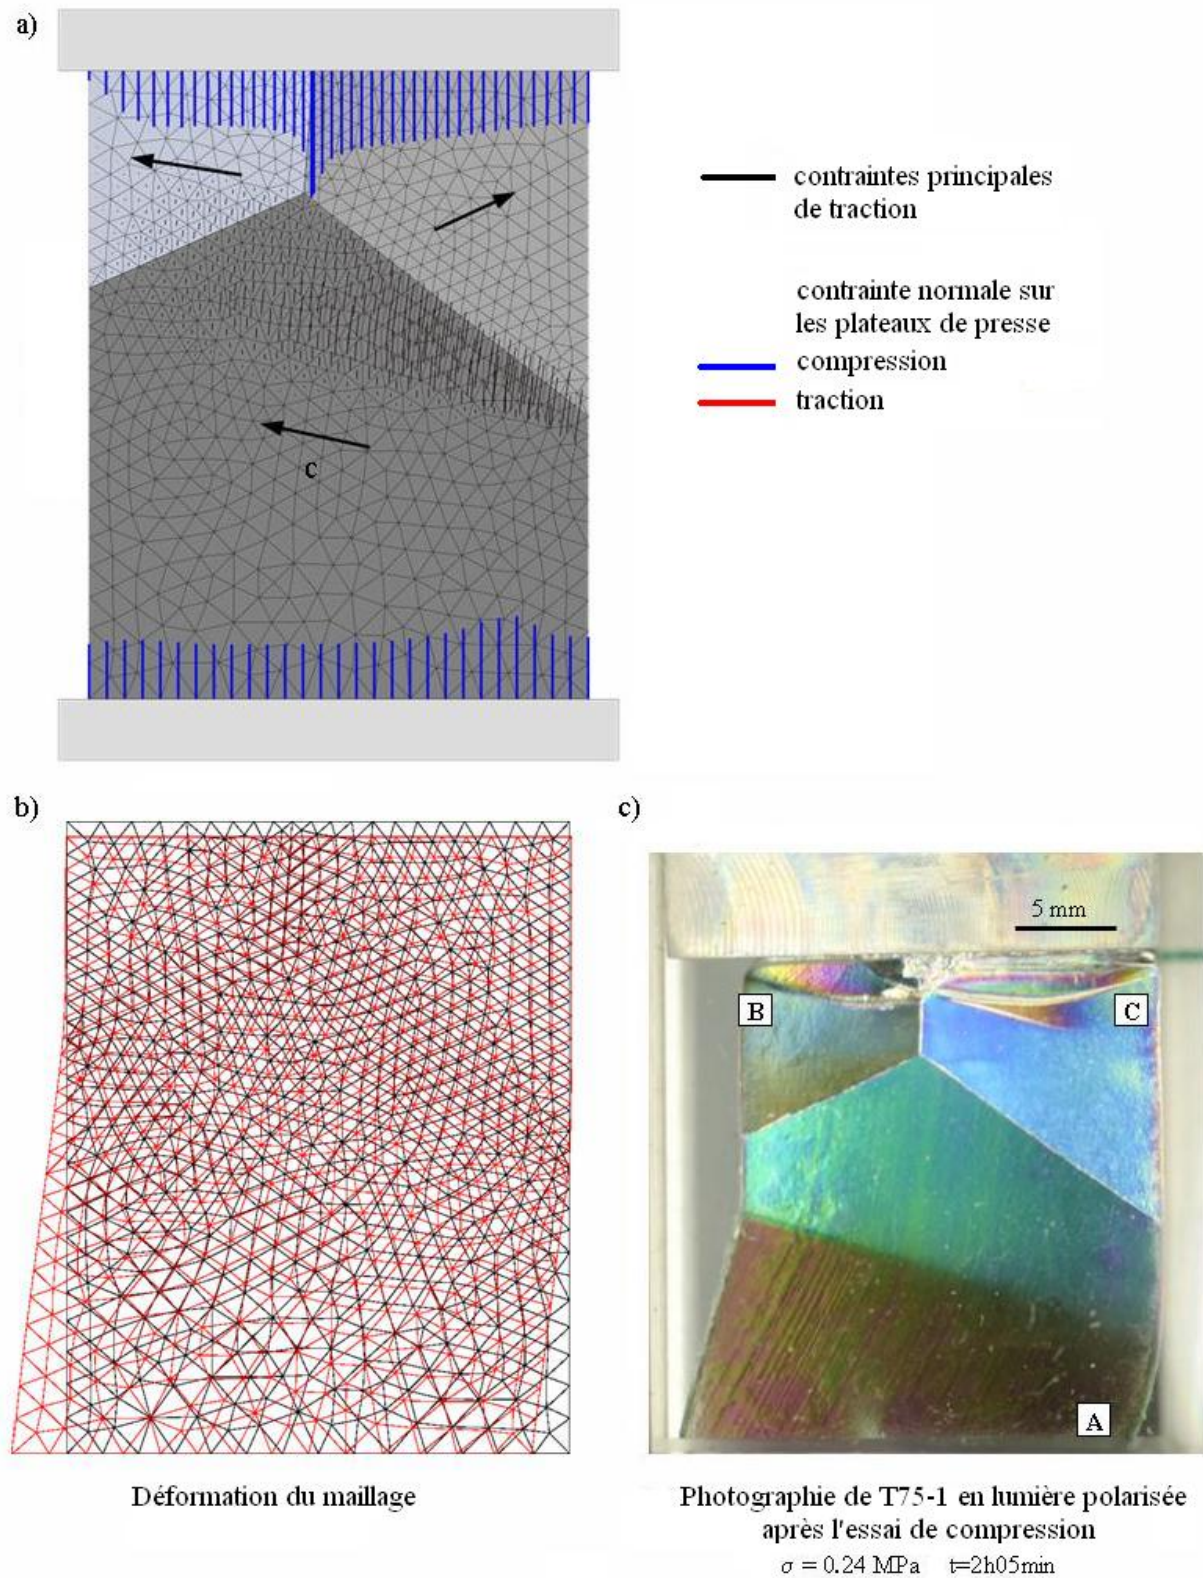 a)
contraintes principales
de traction
contrainte normale sur
les plateaux de presse
compression
traction
c
b)
c)
5 mm
B
C
A
Déformation du maillage
Photographie de T75-1 en lumière polarisée
après l'essai de compression
σ = 0.24 MPa t=2h05min